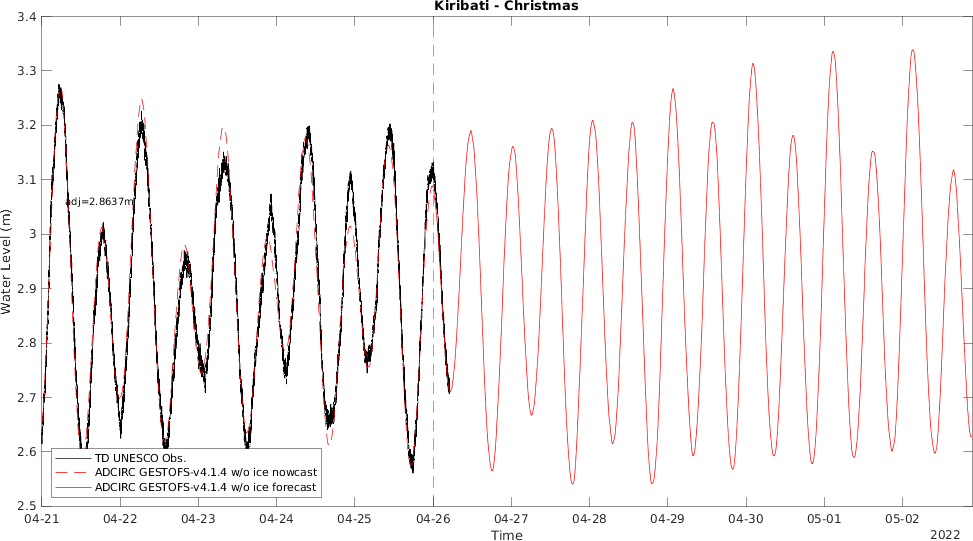 Kiribati - Christmas
3.4
3.3
3.2
3.1
3
2.9
2.8
2.7
2.6
2.5
Water Level (m)
adj=2.8637m
TD UNESCO Obs.
ADCIRC GESTOFS-v4.1.4 w/o ice nowcast
ADCIRC GESTOFS-v4.1.4 w/o ice forecast
04-21 04-22 04-23 04-24 04-25 04-26 04-27 04-28 04-29 04-30 05-01 05-02
Time
2022